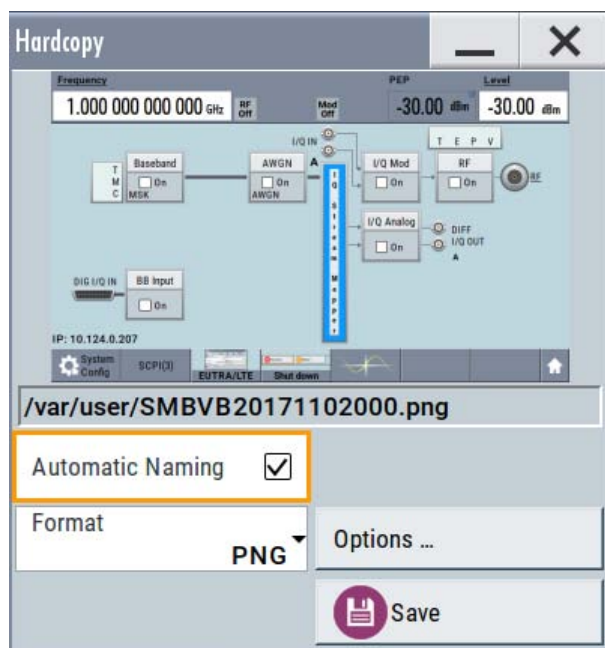 Hardcopy
Frequency
PEP
Level
1.000 000 000 000 GHz
RF Off
Mod Off
-30.00 dBm
-30.00 dBm
I/Q IN
T E P V
T M C
Baseband
On
MSK
AWGN
On
AWGN
A
IQ Stream Mapper
I/Q Mod
On
RF
On
RF
I/Q Analog
On
DIFF
I/Q OUT
A
DIG I/Q IN
BB Input
On
IP: 10.124.0.207
System Config
SCPI(3)
EUTRA/LTE
Shut down
/var/user/SMBVB20171102000.png
Automatic Naming
Format
PNG
Options ...
Save